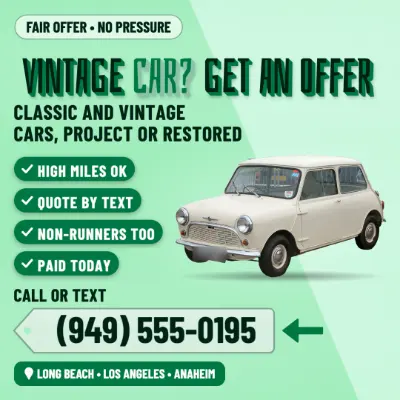 FAIR OFFER • NO PRESSURE
VINTAGE CAR? GET AN OFFER
CLASSIC AND VINTAGE
CARS, PROJECT OR RESTORED
HIGH MILES OK
QUOTE BY TEXT
NON-RUNNERS TOO
PAID TODAY
CALL OR TEXT
(949) 555-0195
LONG BEACH • LOS ANGELES • ANAHEIM